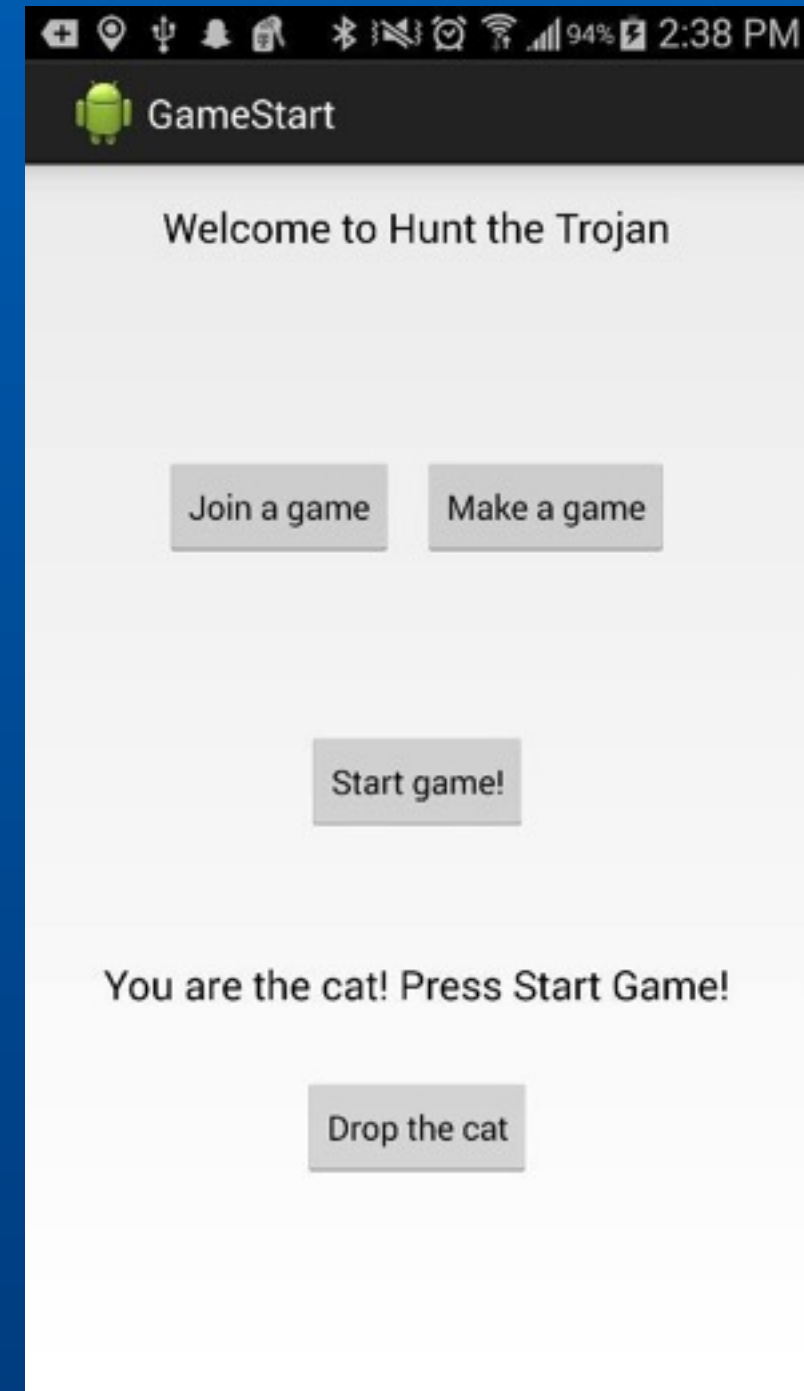 94% 2:38 PM
GameStart
Welcome to Hunt the Trojan
Join a game Make a game
Start game!
You are the cat! Press Start Game!
Drop the cat